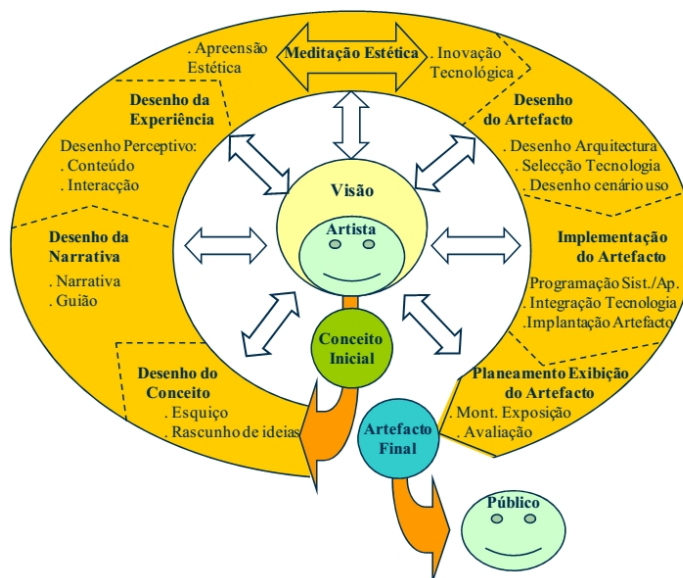 . Apreensão
Estética
Meditação Estética
. Inovação
Tecnológica
Desenho da
Experiência
Desenho Perceptivo:
. Conteúdo
. Interacção
Desenho
do Artefacto
. Desenho Arquitectura
. Selecção Tecnologia
. Desenho cenário uso
Visão
Artista
Desenho da
Narrativa
. Narrativa
. Guião
Implementação
do Artefacto
Programação Sist./Ap.
. Integração Tecnologia
. Implantação Artefacto
Conceito
Inicial
Desenho do
Conceito
. Esquiço
. Rascunho de ideias
Planeamento Exibição
do Artefacto
. Mont. Exposição
. Avaliação
Artefacto
Final
Público